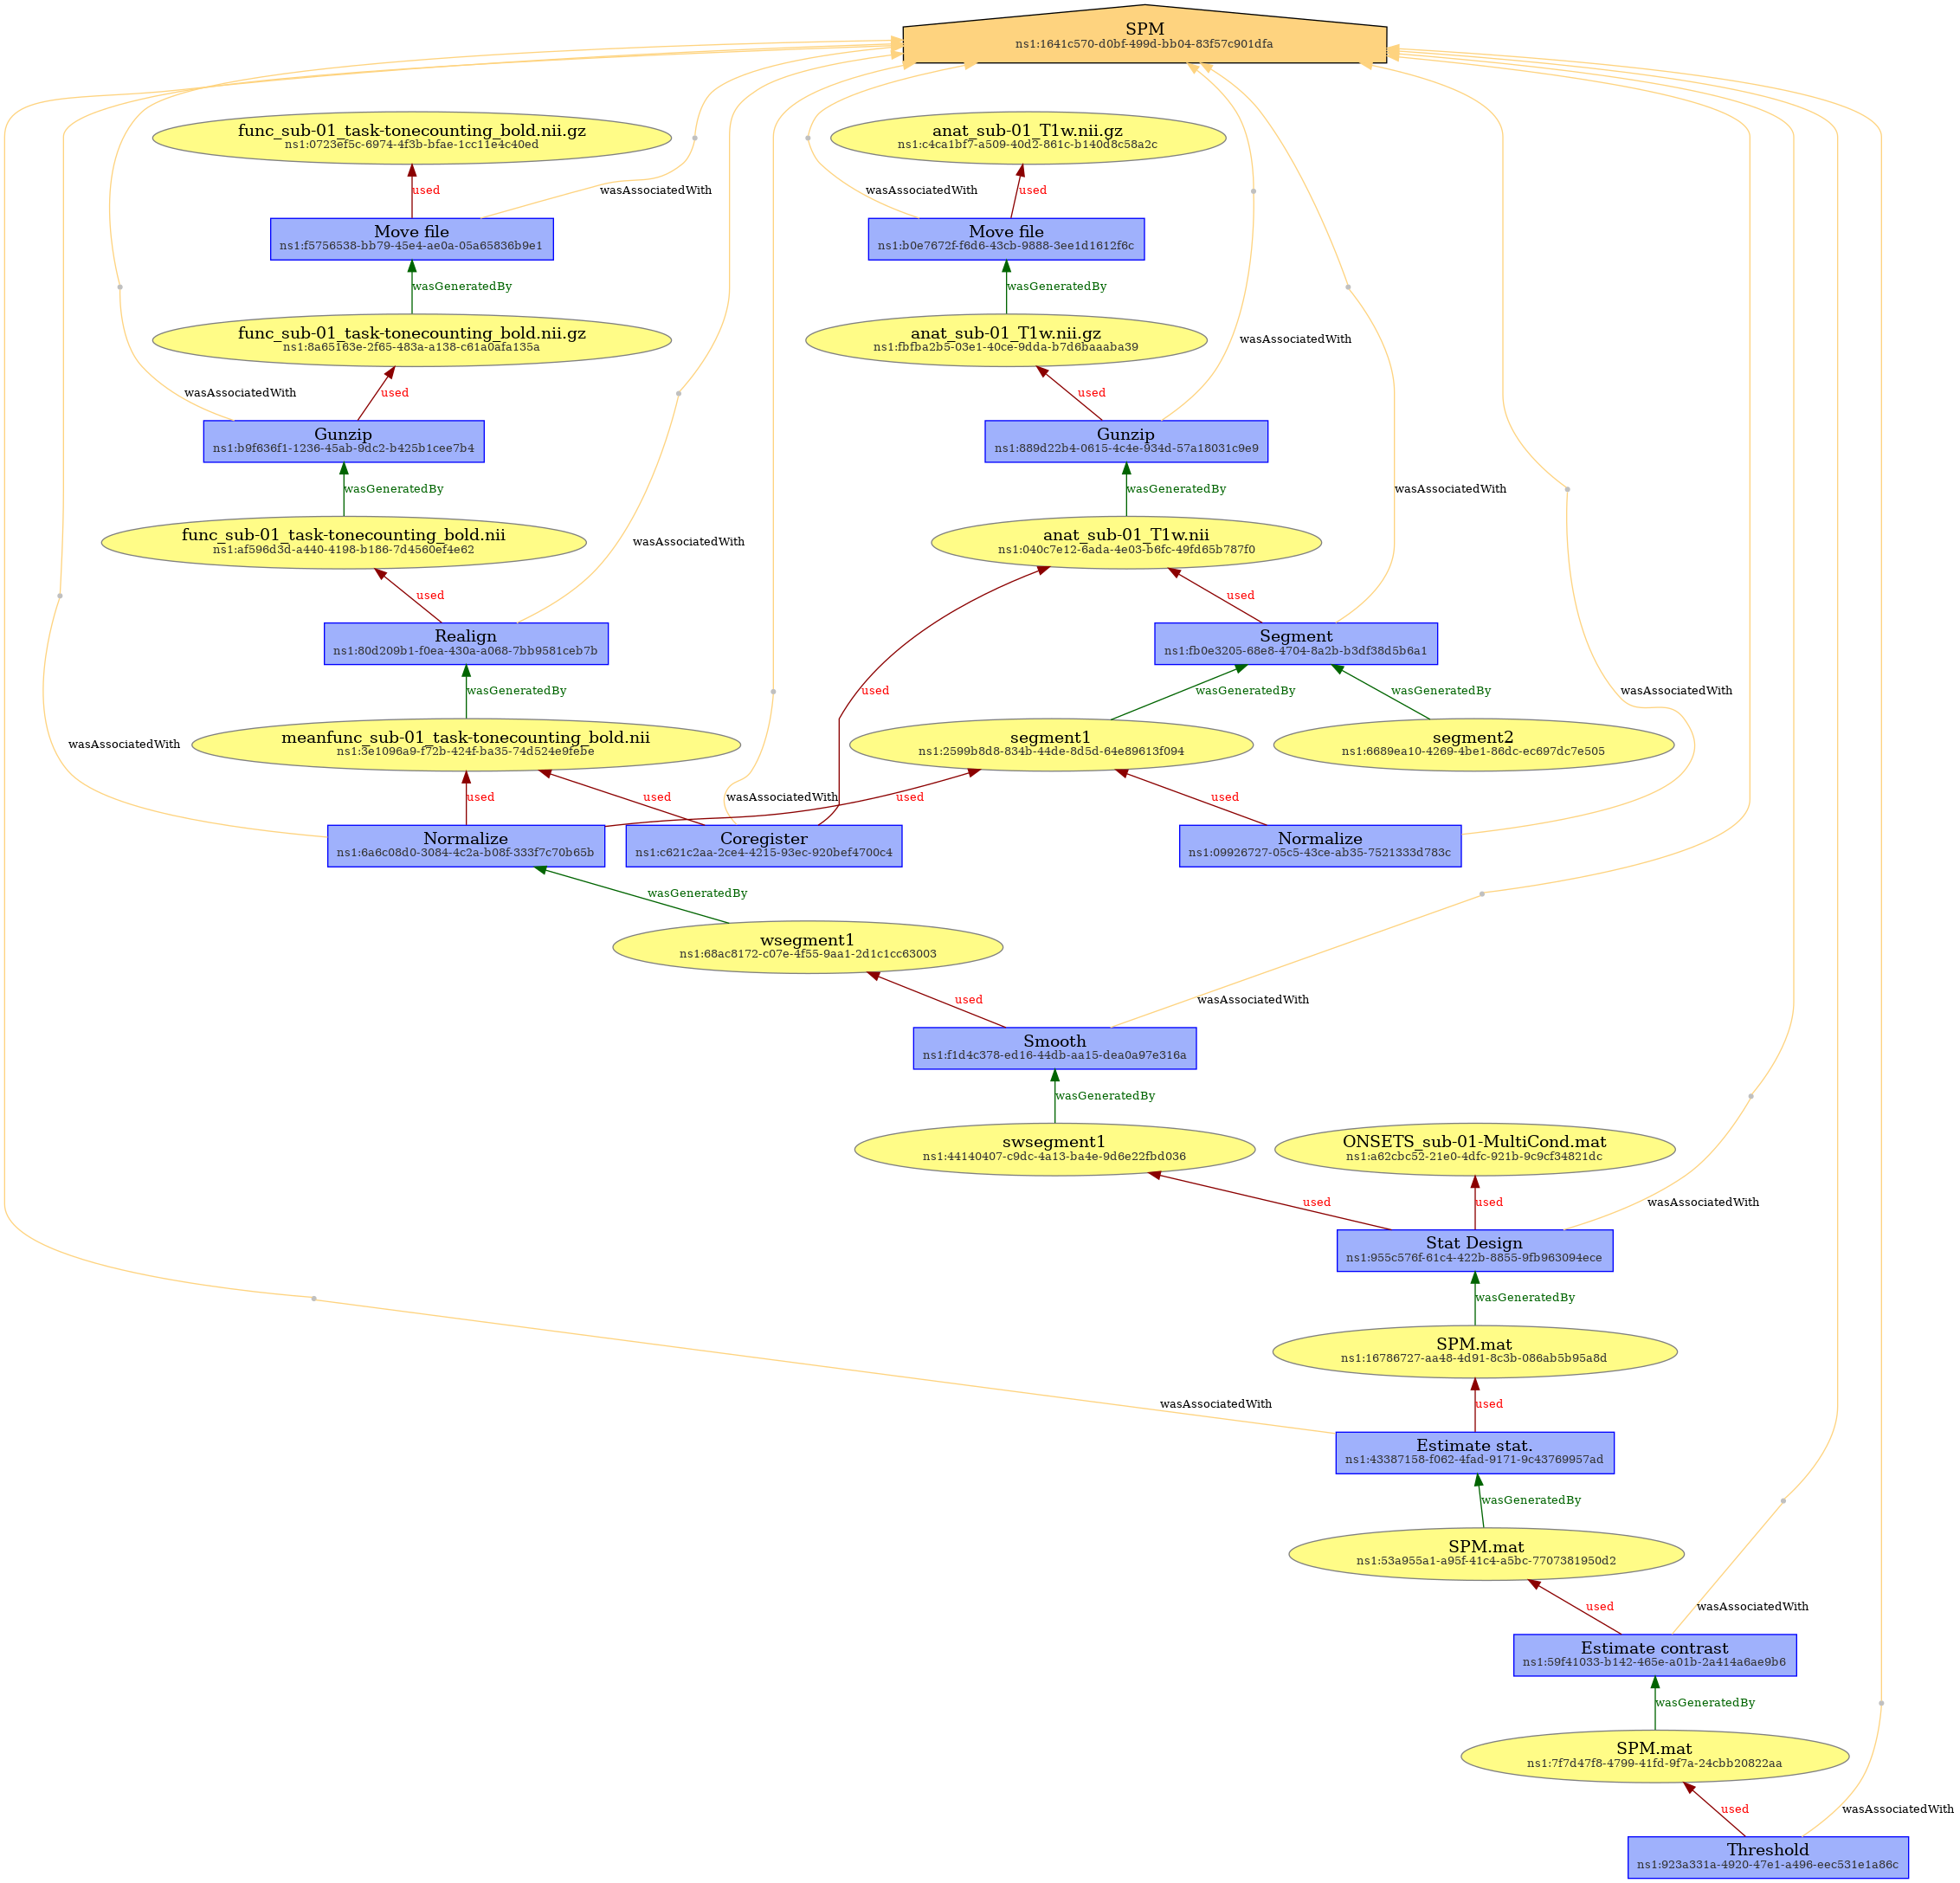 SPM
ns1:1641c570-d0bf-499d-bb04-83f57c901dfa
func_sub-01_task-tonecounting_bold.nii.gz
ns1:0723ef5c-6974-4f3b-bfae-1cc11e4c40ed
anat_sub-01_T1w.nii.gz
ns1:c4ca1bf7-a509-40d2-861c-b140d8c58a2c
used
wasAssociatedWith
wasAssociatedWith
used
Move file
ns1:f5756538-bb79-45e4-ae0a-05a65836b9e1
Move file
ns1:b0e7672f-f6d6-43cb-9888-3ee1d1612f6c
wasGeneratedBy
wasGeneratedBy
func_sub-01_task-tonecounting_bold.nii.gz
ns1:8a65163e-2f65-483a-a138-c61a0afa135a
anat_sub-01_T1w.nii.gz
ns1:fbfba2b5-03e1-40ce-9dda-b7d6baaaba39
wasAssociatedWith
wasAssociatedWith
used
used
Gunzip
ns1:b9f636f1-1236-45ab-9dc2-b425b1cee7b4
Gunzip
ns1:889d22b4-0615-4c4e-934d-57a18031c9e9
wasGeneratedBy
wasGeneratedBy
wasAssociatedWith
func_sub-01_task-tonecounting_bold.nii
ns1:af596d3d-a440-4198-b186-7d4560ef4e62
wasAssociatedWith
anat_sub-01_T1w.nii
ns1:040c7e12-6ada-4e03-b6fc-49fd65b787f0
used
used
Realign
ns1:80d209b1-f0ea-430a-a068-7bb9581ceb7b
Segment
ns1:fb0e3205-68e8-4704-8a2b-b3df38d5b6a1
wasGeneratedBy
used
wasGeneratedBy
wasGeneratedBy
wasAssociatedWith
wasAssociatedWith
meanfunc_sub-01_task-tonecounting_bold.nii
ns1:3e1096a9-f72b-424f-ba35-74d524e9febe
segment1
ns1:2599b8d8-834b-44de-8d5d-64e89613f094
segment2
ns1:6689ea10-4269-4be1-86dc-ec697dc7e505
used
used
wasAssociatedWith
used
used
Normalize
ns1:6a6c08d0-3084-4c2a-b08f-333f7c70b65b
Coregister
ns1:c621c2aa-2ce4-4215-93ec-920bef4700c4
Normalize
ns1:09926727-05c5-43ce-ab35-7521333d783c
wasGeneratedBy
wsegment1
ns1:68ac8172-c07e-4f55-9aa1-2d1c1cc63003
used
wasAssociatedWith
Smooth
ns1:f1d4c378-ed16-44db-aa15-dea0a97e316a
wasGeneratedBy
swsegment1
ns1:44140407-c9dc-4a13-ba4e-9d6e22fbd036
ONSETS_sub-01-MultiCond.mat
ns1:a62cbc52-21e0-4dfc-921b-9c9cf34821dc
used
used
wasAssociatedWith
Stat Design
ns1:955c576f-61c4-422b-8855-9fb963094ece
wasGeneratedBy
SPM.mat
ns1:16786727-aa48-4d91-8c3b-086ab5b95a8d
wasAssociatedWith
used
Estimate stat.
ns1:43387158-f062-4fad-9171-9c43769957ad
wasGeneratedBy
SPM.mat
ns1:53a955a1-a95f-41c4-a5bc-7707381950d2
used
wasAssociatedWith
Estimate contrast
ns1:59f41033-b142-465e-a01b-2a414a6ae9b6
wasGeneratedBy
SPM.mat
ns1:7f7d47f8-4799-41fd-9f7a-24cbb20822aa
used
wasAssociatedWith
Threshold
ns1:923a331a-4920-47e1-a496-eec531e1a86c